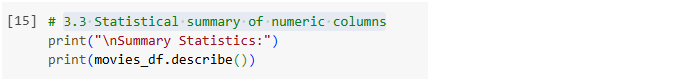 [15] # 3.3 Statistical summary of numeric columns
print("\nSummary Statistics:")
print(movies_df.describe())